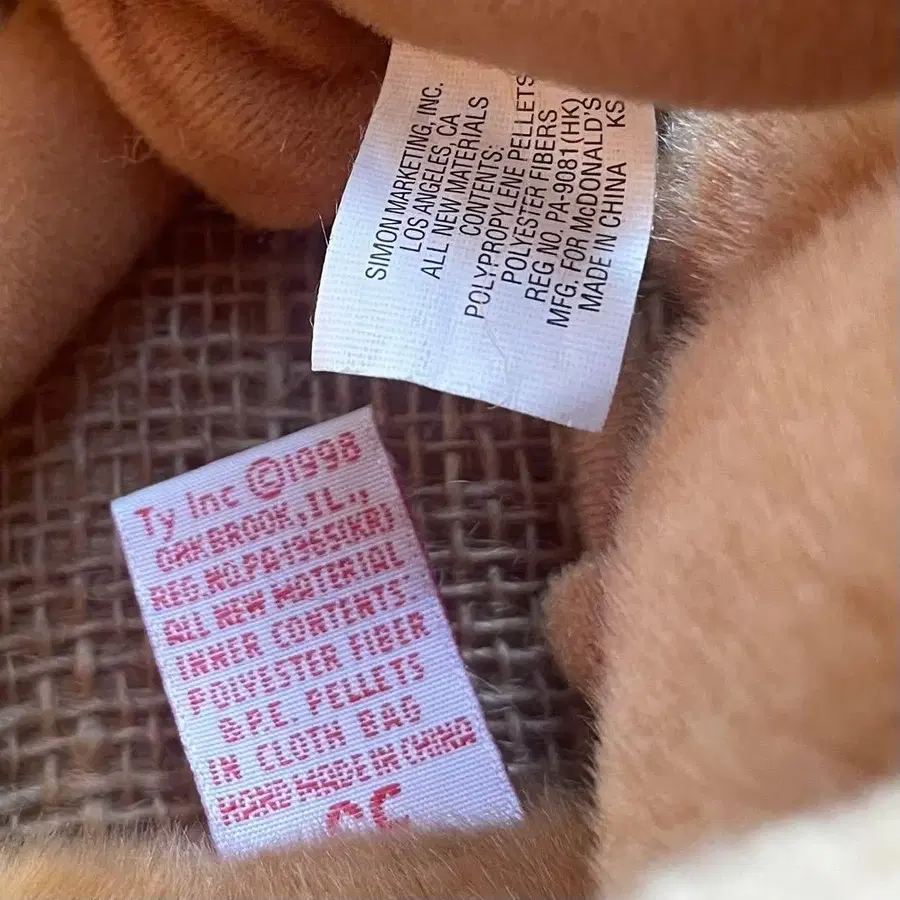 SIMON MARKETING, INC.
LOS ANGELES, CA
ALL NEW MATERIALS
CONTENTS:
POLYPROPYLENE PELLETS
POLYESTER FIBERS
REG NO. PA-9081(HK)
MFG. FOR McDONALD'S
MADE IN CHINA KS
Ty Inc ©1998
OAKBROOK, IL.,
REG NO.PA-1965(KR)
ALL NEW MATERIAL
INNER CONTENTS
POLYESTER FIBER
&P.E. PELLETS
IN CLOTH BAG
HAND MADE IN CHINA
CE